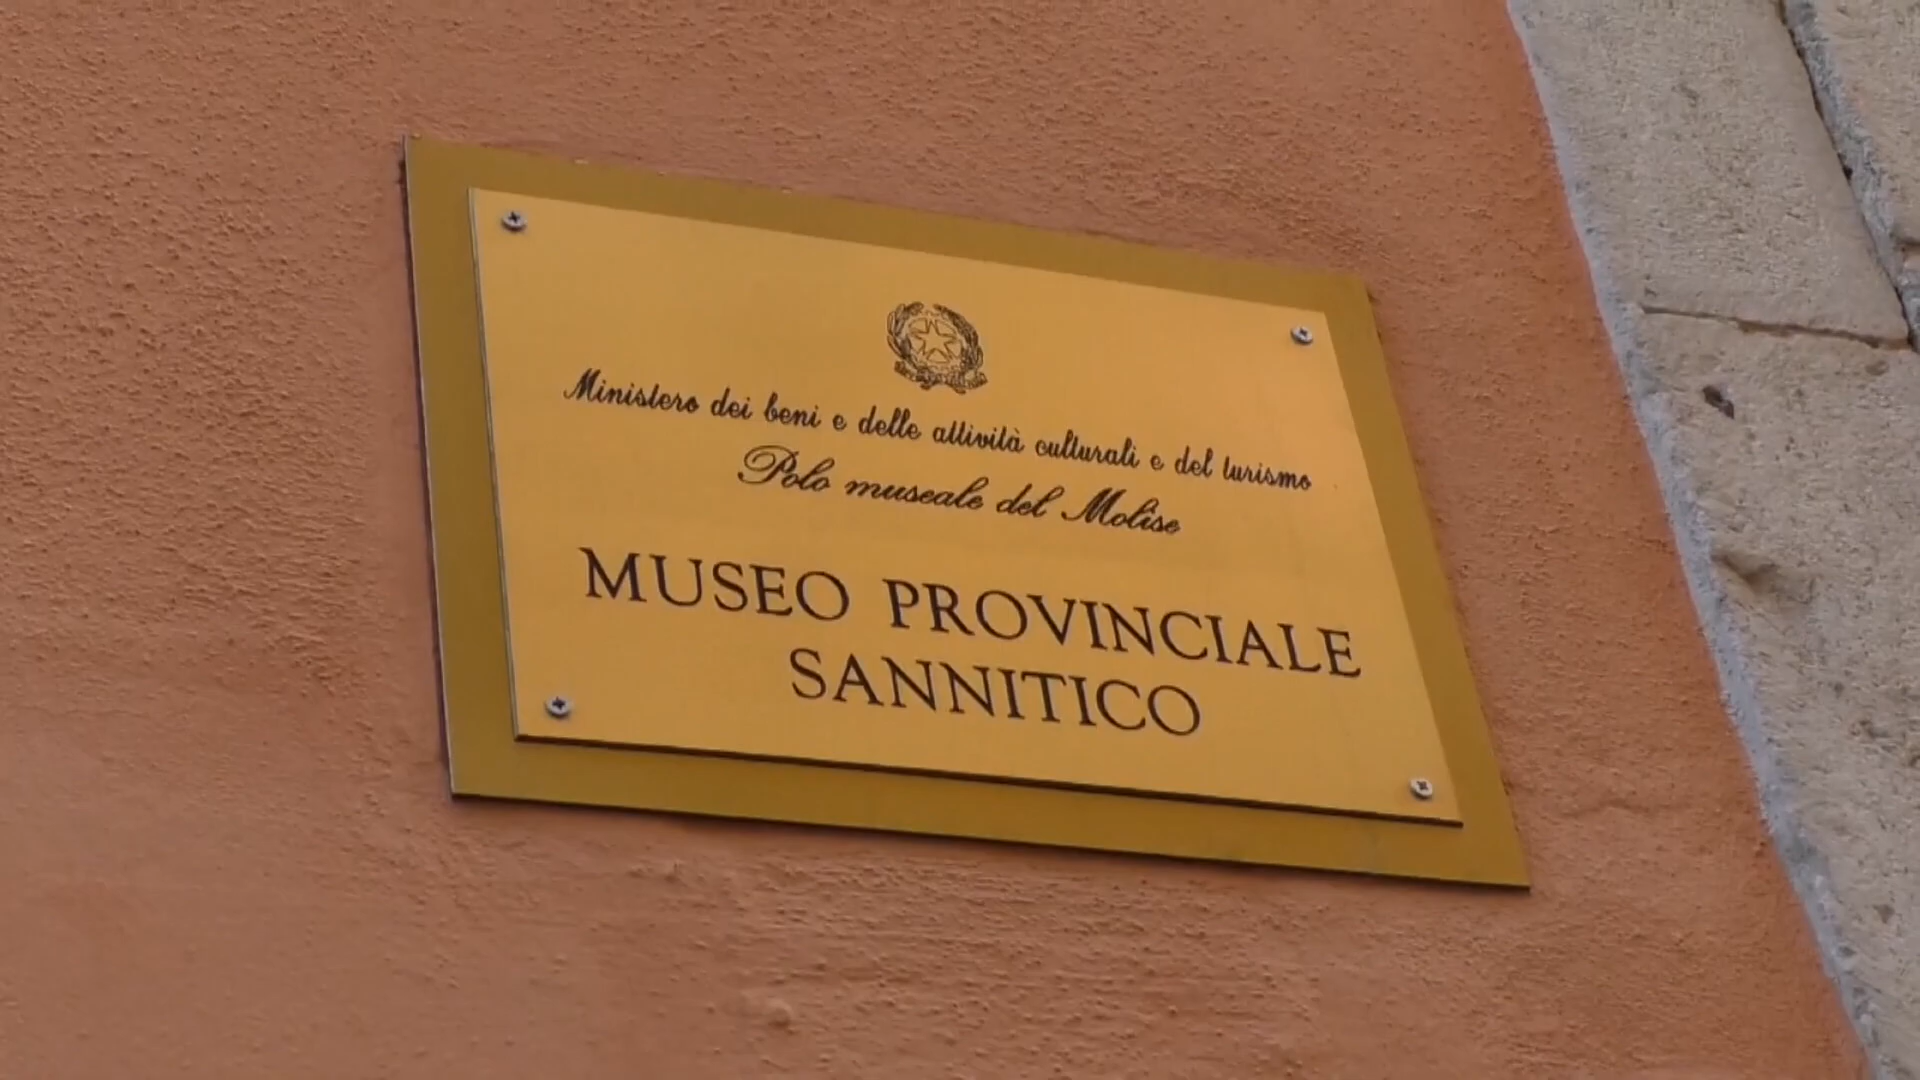 Ministero dei beni e delle attività culturali e del turismo
Polo museale del Molise
MUSEO PROVINCIALE
SANNITICO